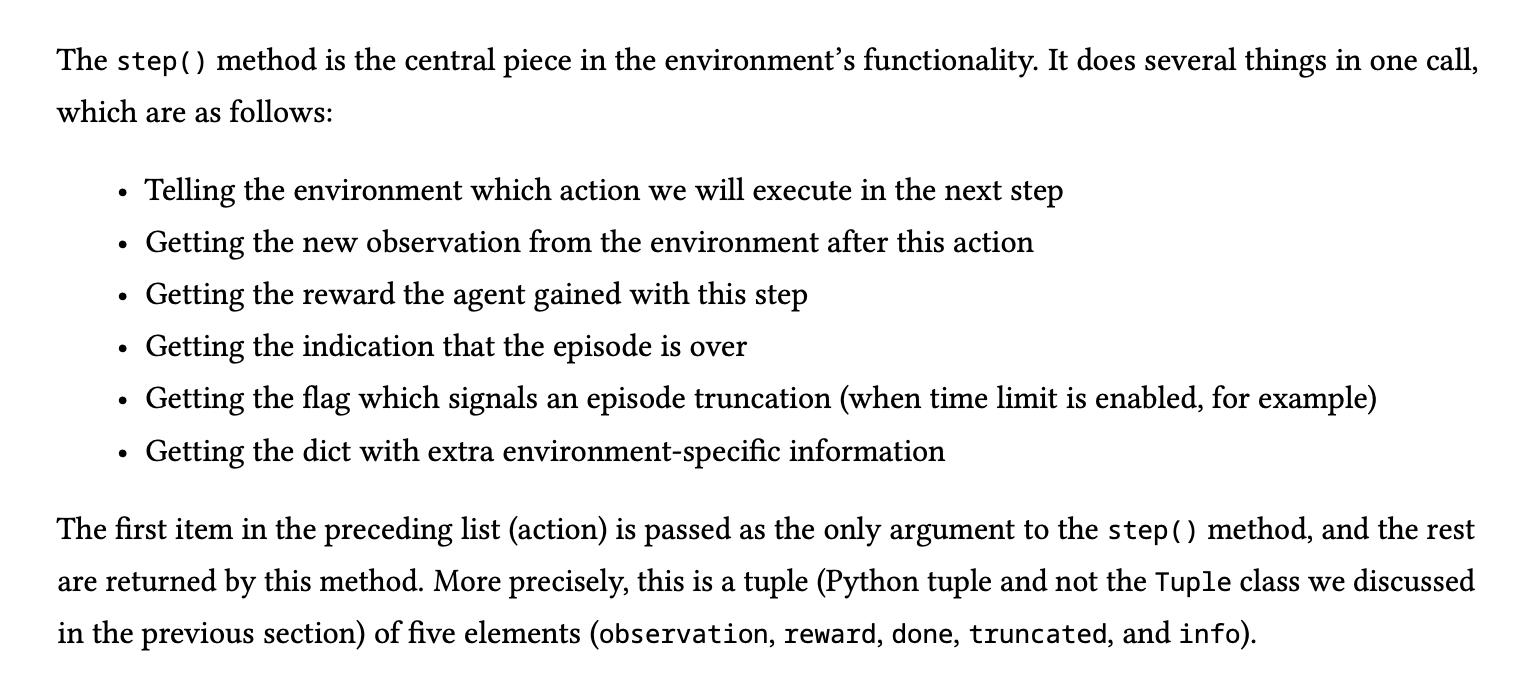 The step() method is the central piece in the environment’s functionality. It does several things in one call,
which are as follows:
• Telling the environment which action we will execute in the next step
• Getting the new observation from the environment after this action
• Getting the reward the agent gained with this step
• Getting the indication that the episode is over
• Getting the flag which signals an episode truncation (when time limit is enabled, for example)
• Getting the dict with extra environment-specific information
The first item in the preceding list (action) is passed as the only argument to the step() method, and the rest
are returned by this method. More precisely, this is a tuple (Python tuple and not the Tuple class we discussed
in the previous section) of five elements (observation, reward, done, truncated, and info).